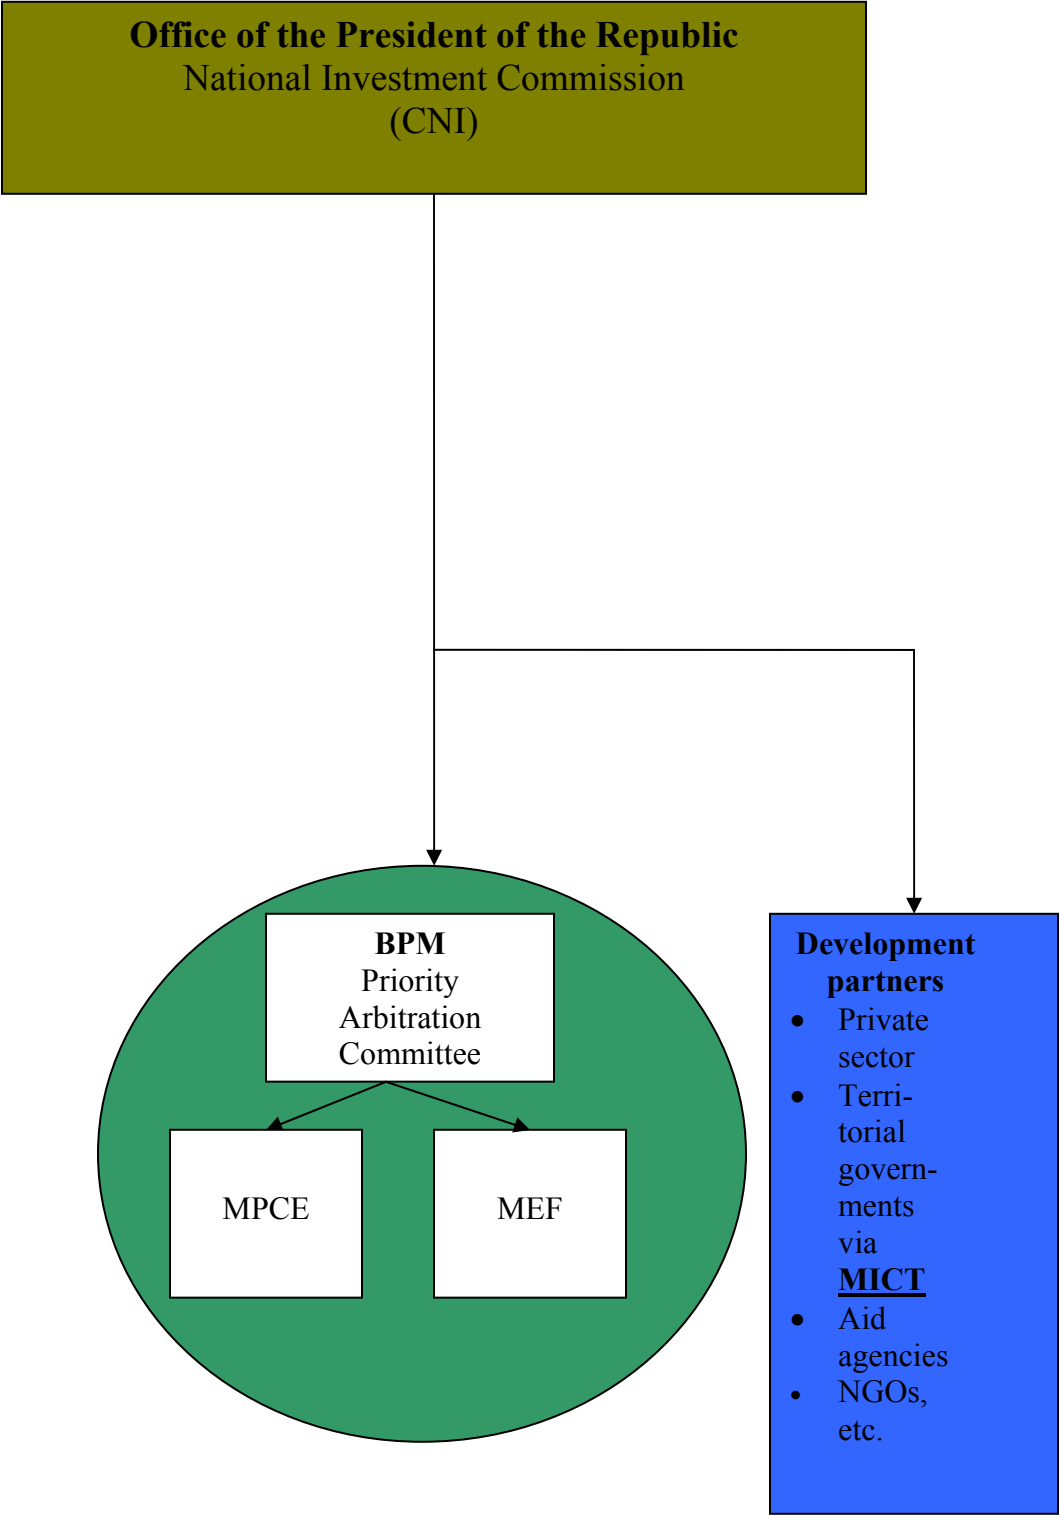 Office of the President of the Republic
National Investment Commission
(CNI)
BPM
Priority
Arbitration
Committee
MPCE
MEF
Development
partners
• Private
sector
• Terri-
torial
govern-
ments
via
MICT
• Aid
agencies
• NGOs,
etc.